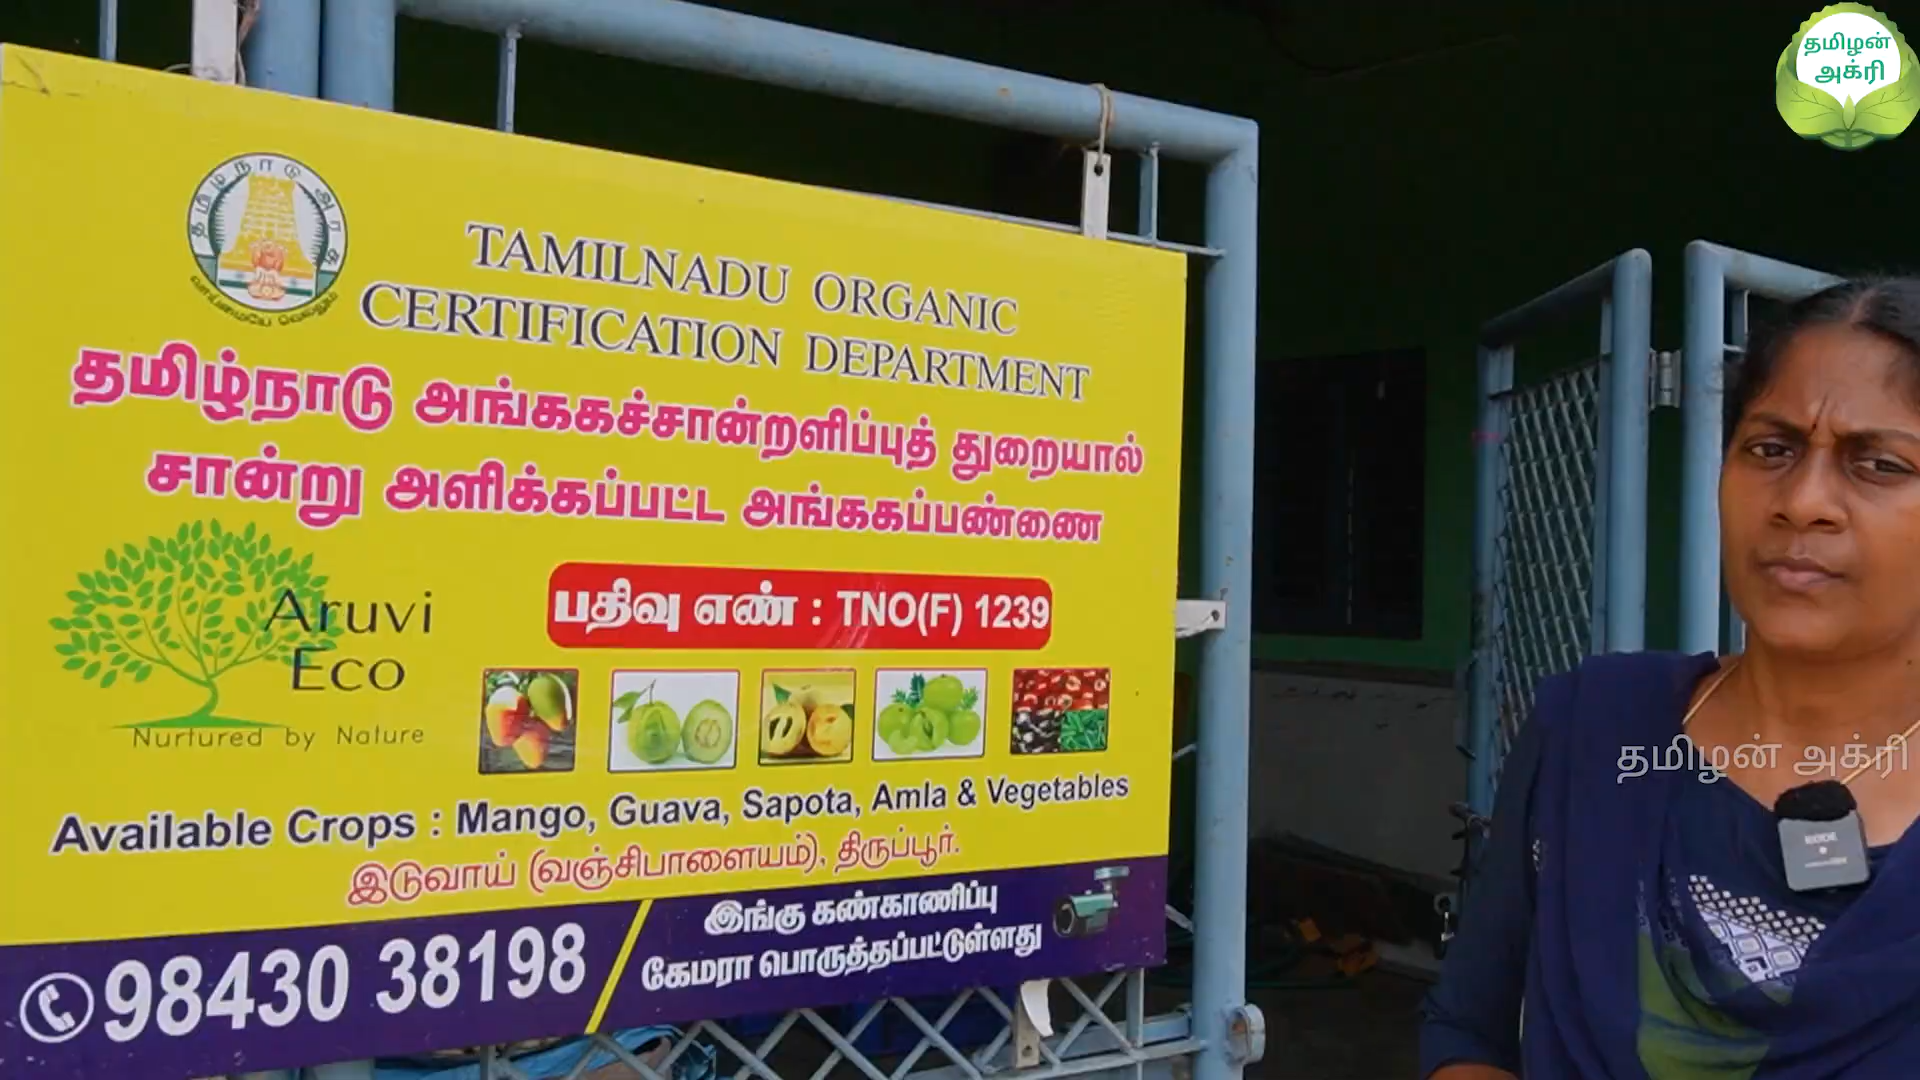 தமிழன்
அக்ரி
தமிழ்நாடு அரசு
வாய்மையே வெல்லும்
TAMILNADU ORGANIC
CERTIFICATION DEPARTMENT
தமிழ்நாடு அங்ககச்சான்றளிப்புத் துறையால்
சான்று அளிக்கப்பட்ட அங்ககப்பண்ணை
Aruvi
Eco
Nurtured by Nature
பதிவு எண் : TNO(F) 1239
Available Crops : Mango, Guava, Sapota, Amla & Vegetables
இடுவாய் (வஞ்சிபாளையம்), திருப்பூர்.
98430 38198
இங்கு கண்காணிப்பு
கேமரா பொருத்தப்பட்டுள்ளது
தமிழன் அக்ரி